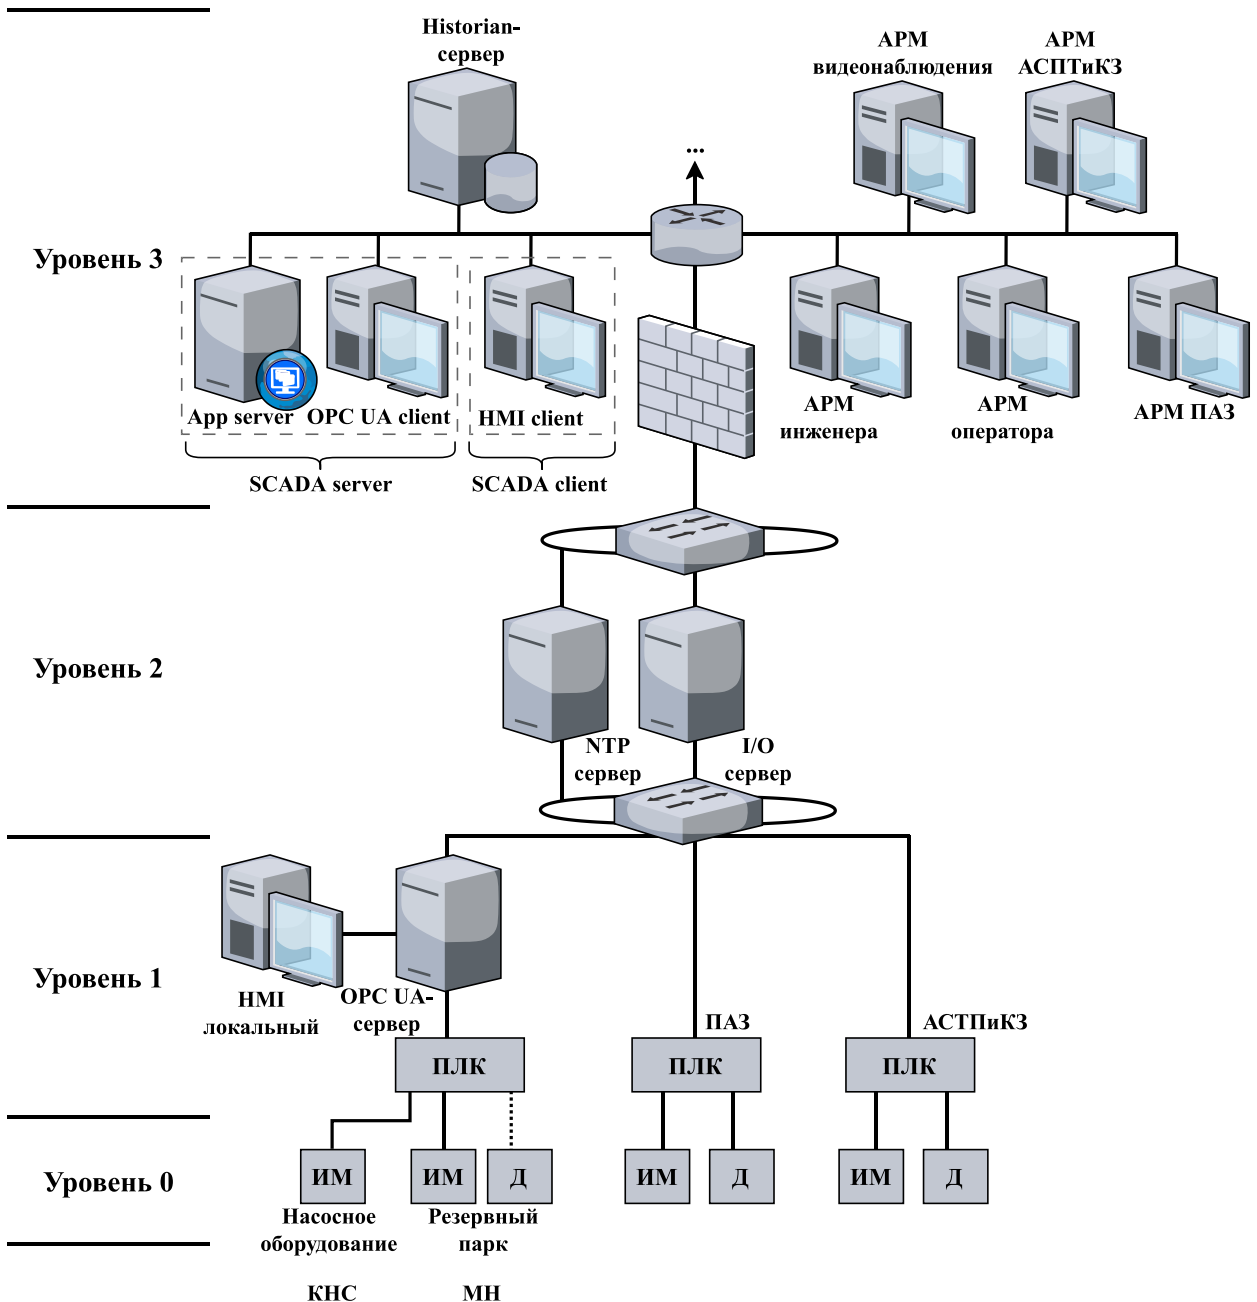 Historian-
сервер
АРМ
видеонаблюдения
АРМ
АСПТиКЗ
...
Уровень 3
App server
OPC UA client
HMI client
АРМ
инженера
АРМ
оператора
АРМ ПАЗ
SCADA server
SCADA client
Уровень 2
NTP
сервер
I/O
сервер
Уровень 1
HMI
локальный
OPC UA-
сервер
ПАЗ
АСТПиКЗ
ПЛК
ПЛК
ПЛК
Уровень 0
ИМ
ИМ
Д
ИМ
Д
ИМ
Д
Насосное
оборудование
Резервный
парк
КНС
МН